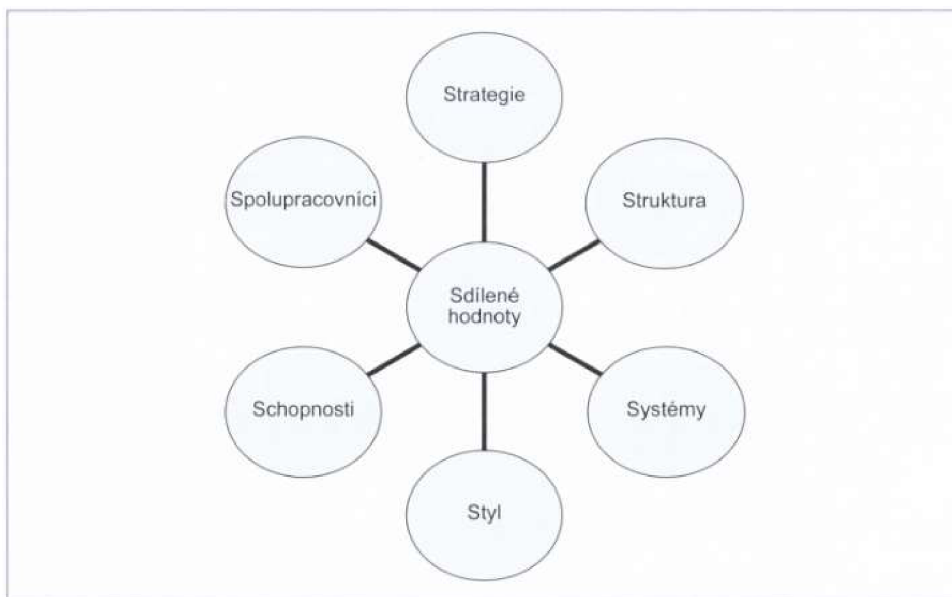 Strategie
Spolupracovníci
Struktura
Sdílené
hodnoty
Schopnosti
Systémy
Styl